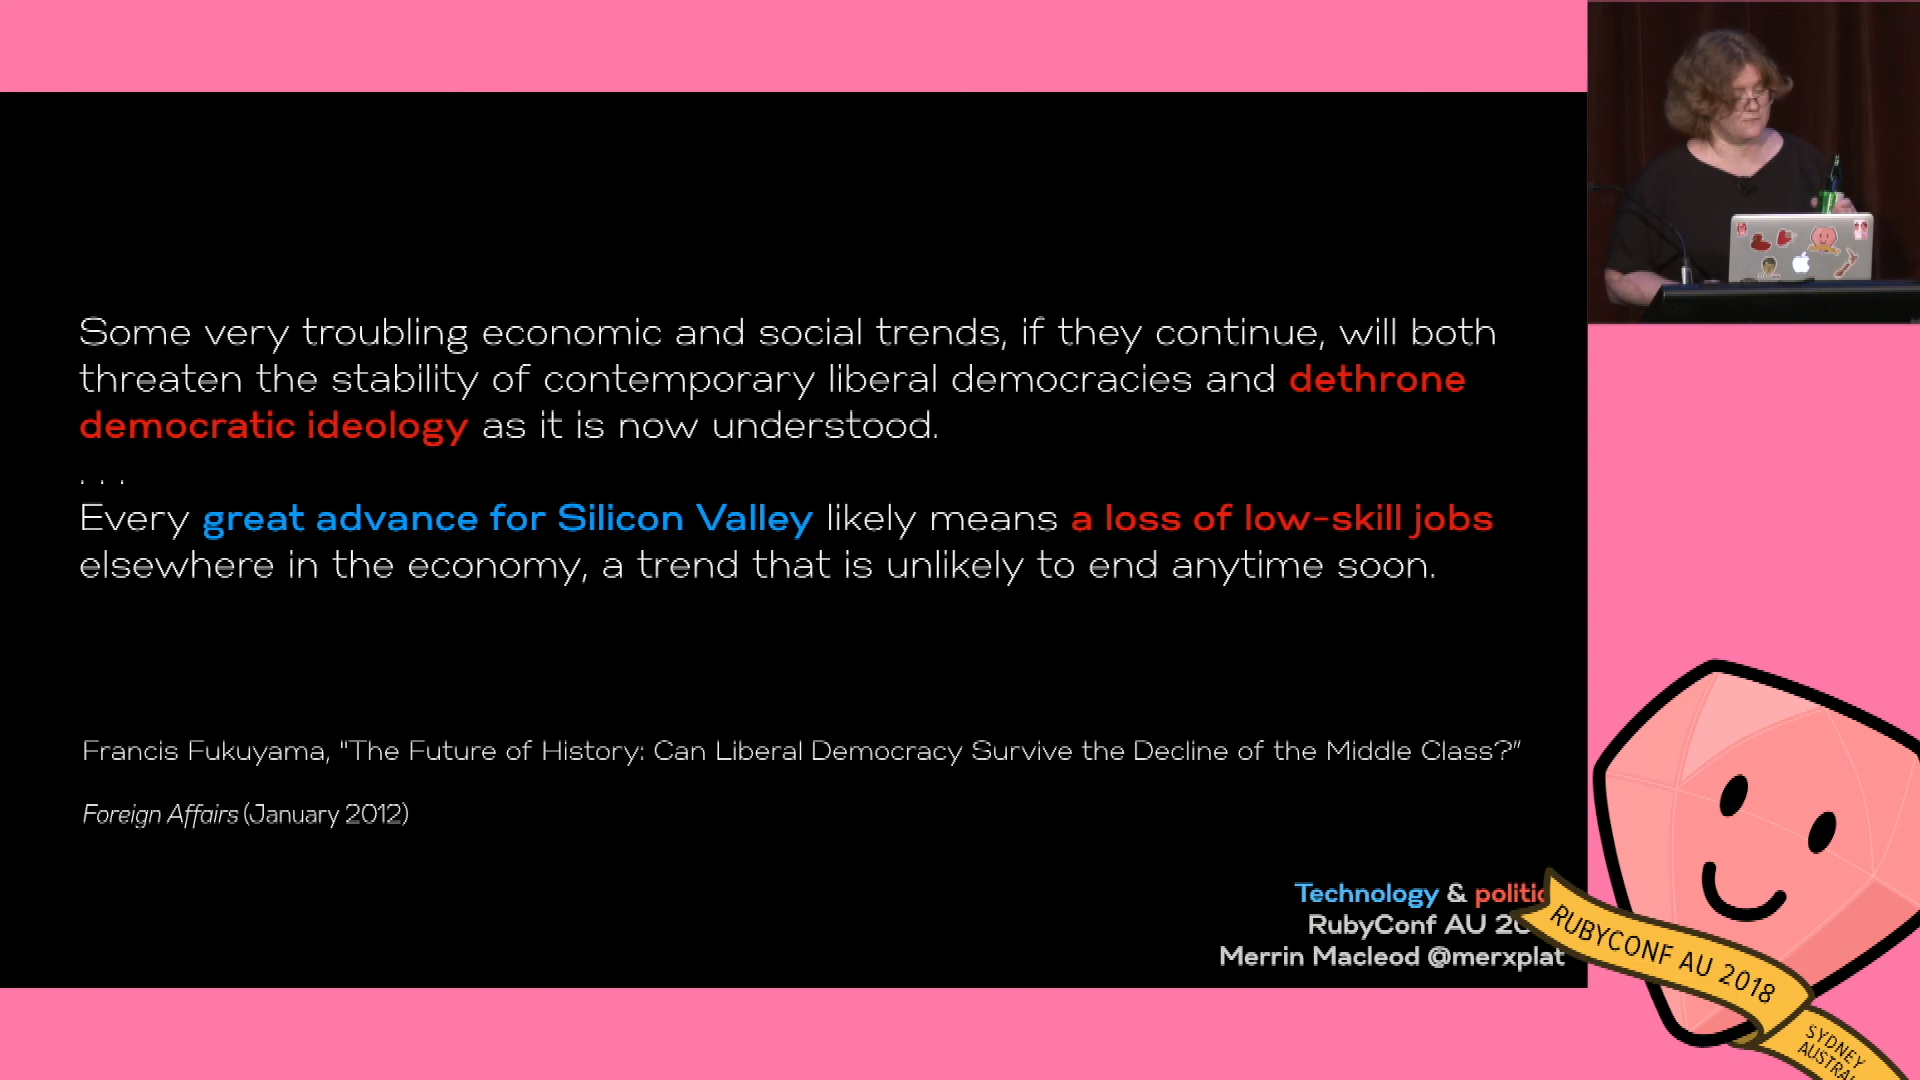 Some very troubling economic and social trends, if they continue, will both
threaten the stability of contemporary liberal democracies and dethrone
democratic ideology as it is now understood.
. . .
Every great advance for Silicon Valley likely means a loss of low-skill jobs
elsewhere in the economy, a trend that is unlikely to end anytime soon.
Francis Fukuyama, "The Future of History: Can Liberal Democracy Survive the Decline of the Middle Class?"
Foreign Affairs (January 2012)
Technology &
RubyConf AU
Merrin Macleod @merxplat
RUBYCONF AU 2018
SYDNEY